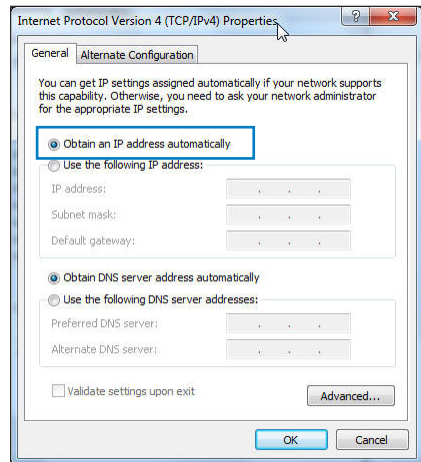 Internet Protocol Version 4 (TCP/IPv4) Properties
General Alternate Configuration
You can get IP settings assigned automatically if your network supports
this capability. Otherwise, you need to ask your network administrator
for the appropriate IP settings.
Obtain an IP address automatically
Use the following IP address:
IP address:
Subnet mask:
Default gateway:
Obtain DNS server address automatically
Use the following DNS server addresses:
Preferred DNS server:
Alternate DNS server:
Validate settings upon exit
Advanced...
OK Cancel